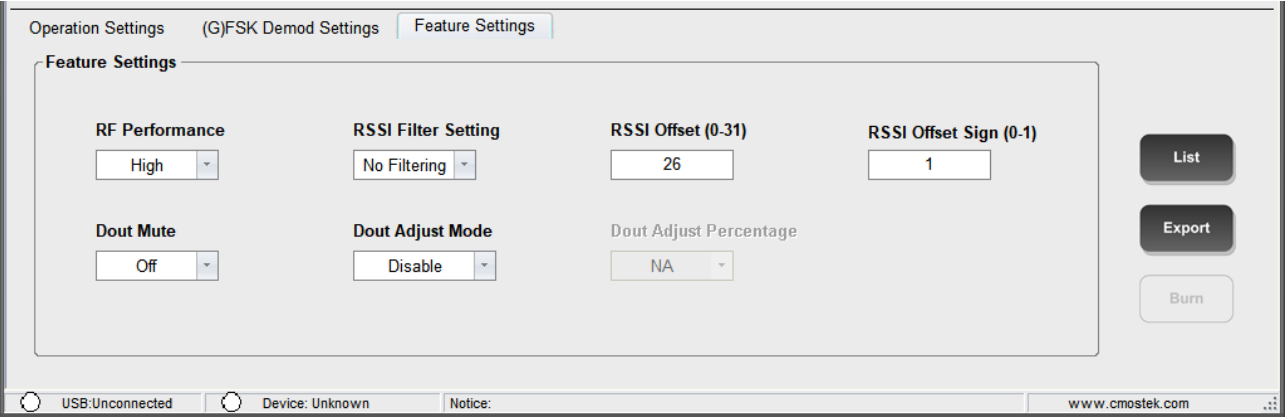 Operation Settings (G)FSK Demod Settings Feature Settings
Feature Settings
RF Performance RSSI Filter Setting RSSI Offset (0-31) RSSI Offset Sign (0-1)
High No Filtering 26 1
List
Dout Mute Dout Adjust Mode Dout Adjust Percentage
Export
Off Disable NA
Burn
USB:Unconnected Device: Unknown Notice: www.cmostek.com